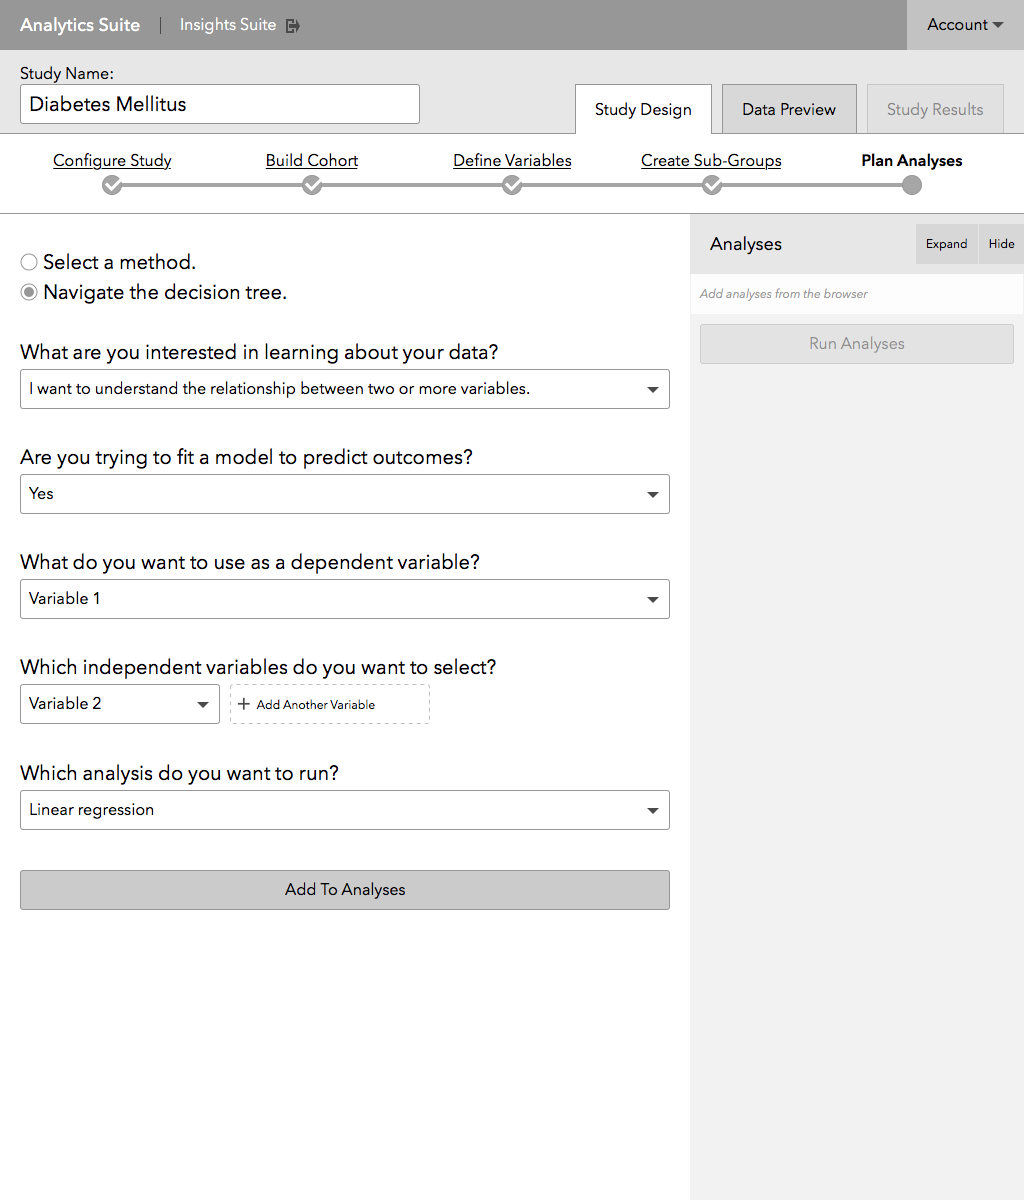 Analytics Suite | Insights Suite Account
Study Name:
Diabetes Mellitus
Study Design Data Preview Study Results
Configure Study Build Cohort Define Variables Create Sub-Groups Plan Analyses
Select a method.
Navigate the decision tree.
What are you interested in learning about your data?
I want to understand the relationship between two or more variables.
Are you trying to fit a model to predict outcomes?
Yes
What do you want to use as a dependent variable?
Variable 1
Which independent variables do you want to select?
Variable 2 + Add Another Variable
Which analysis do you want to run?
Linear regression
Add To Analyses
Analyses Expand Hide
Add analyses from the browser
Run Analyses